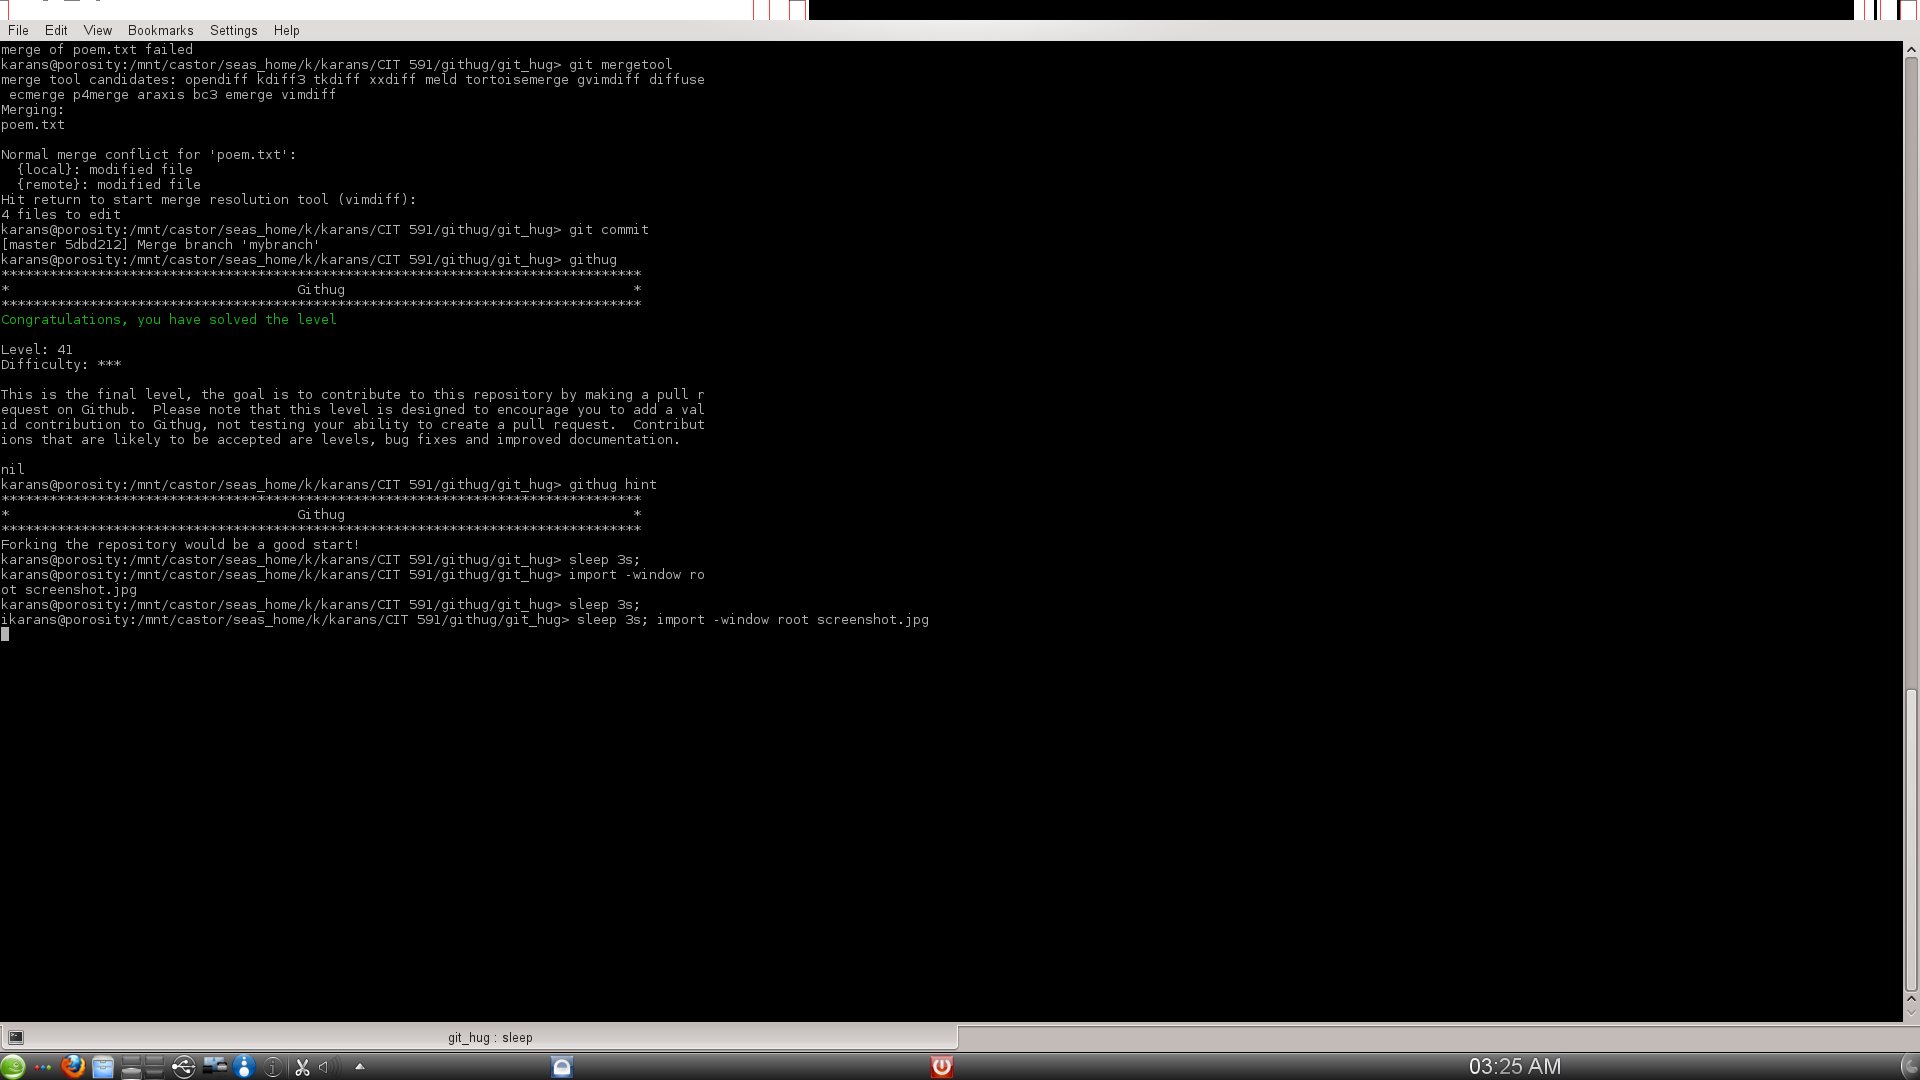 File Edit View Bookmarks Settings Help
merge of poem.txt failed
karans@porosity:/mnt/castor/seas_home/k/karans/CIT 591/githug/git_hug> git mergetool
merge tool candidates: opendiff kdiff3 tkdiff xxdiff meld tortoisemerge gvimdiff diffuse
 ecmerge p4merge araxis bc3 emerge vimdiff
Merging:
poem.txt

Normal merge conflict for 'poem.txt':
  {local}: modified file
  {remote}: modified file
Hit return to start merge resolution tool (vimdiff):
4 files to edit
karans@porosity:/mnt/castor/seas_home/k/karans/CIT 591/githug/git_hug> git commit
[master 5dbd212] Merge branch 'mybranch'
karans@porosity:/mnt/castor/seas_home/k/karans/CIT 591/githug/git_hug> githug
********************************************************************************
*                                    Githug                                    *
********************************************************************************
Congratulations, you have solved the level

Level: 41
Difficulty: ***

This is the final level, the goal is to contribute to this repository by making a pull r
equest on Github.  Please note that this level is designed to encourage you to add a val
id contribution to Githug, not testing your ability to create a pull request.  Contribut
ions that are likely to be accepted are levels, bug fixes and improved documentation.

nil
karans@porosity:/mnt/castor/seas_home/k/karans/CIT 591/githug/git_hug> githug hint
********************************************************************************
*                                    Githug                                    *
********************************************************************************
Forking the repository would be a good start!
karans@porosity:/mnt/castor/seas_home/k/karans/CIT 591/githug/git_hug> sleep 3s;
karans@porosity:/mnt/castor/seas_home/k/karans/CIT 591/githug/git_hug> import -window ro
ot screenshot.jpg
karans@porosity:/mnt/castor/seas_home/k/karans/CIT 591/githug/git_hug> sleep 3s;
ikarans@porosity:/mnt/castor/seas_home/k/karans/CIT 591/githug/git_hug> sleep 3s; import -window root screenshot.jpg
git_hug : sleep
03:25 AM